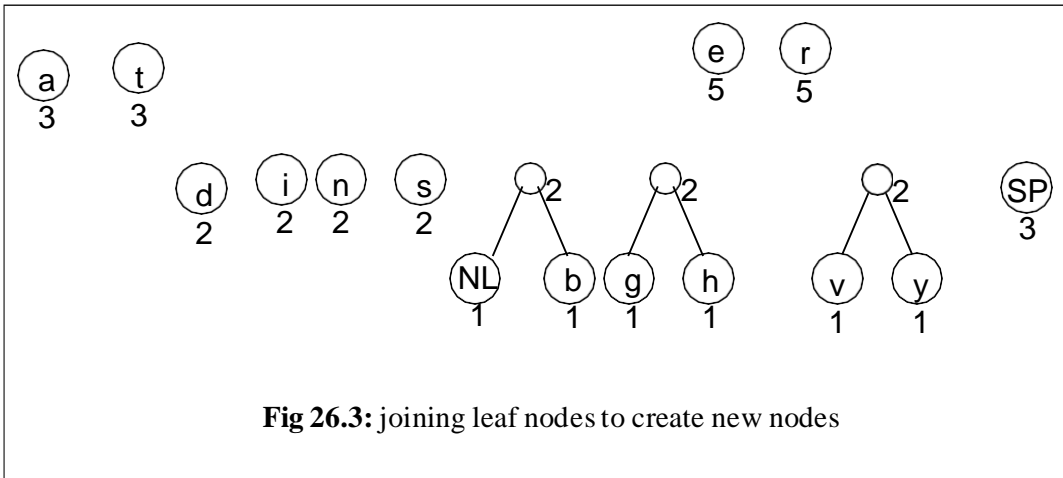 e r
a t
5 5
3 3
d i n s 2 2 2 SP
2 2 2 2 3
NL b g h v y
1 1 1 1 1 1
Fig 26.3: joining leaf nodes to create new nodes